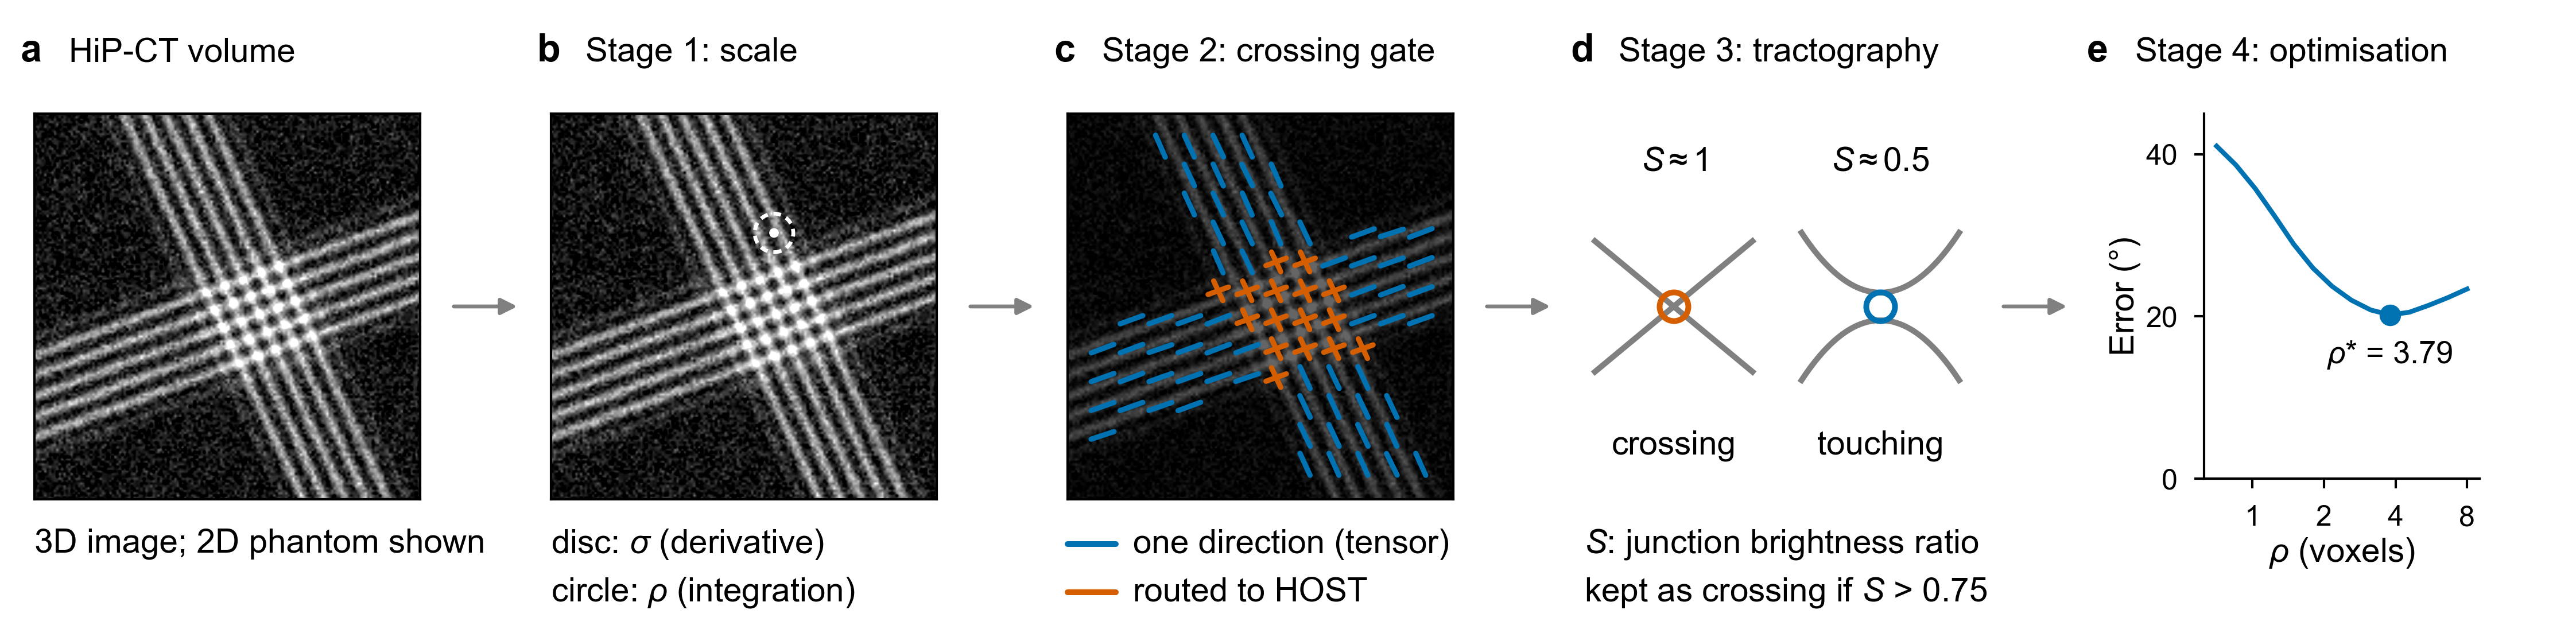 a HiP-CT volume
3D image; 2D phantom shown
b Stage 1: scale
disc: σ (derivative)
circle: ρ (integration)
c Stage 2: crossing gate
one direction (tensor)
routed to HOST
d Stage 3: tractography
S≈1
S≈0.5
crossing
touching
S: junction brightness ratio
kept as crossing if S > 0.75
e Stage 4: optimisation
Error (°)
40
20
0
ρ* = 3.79
1 2 4 8
ρ (voxels)